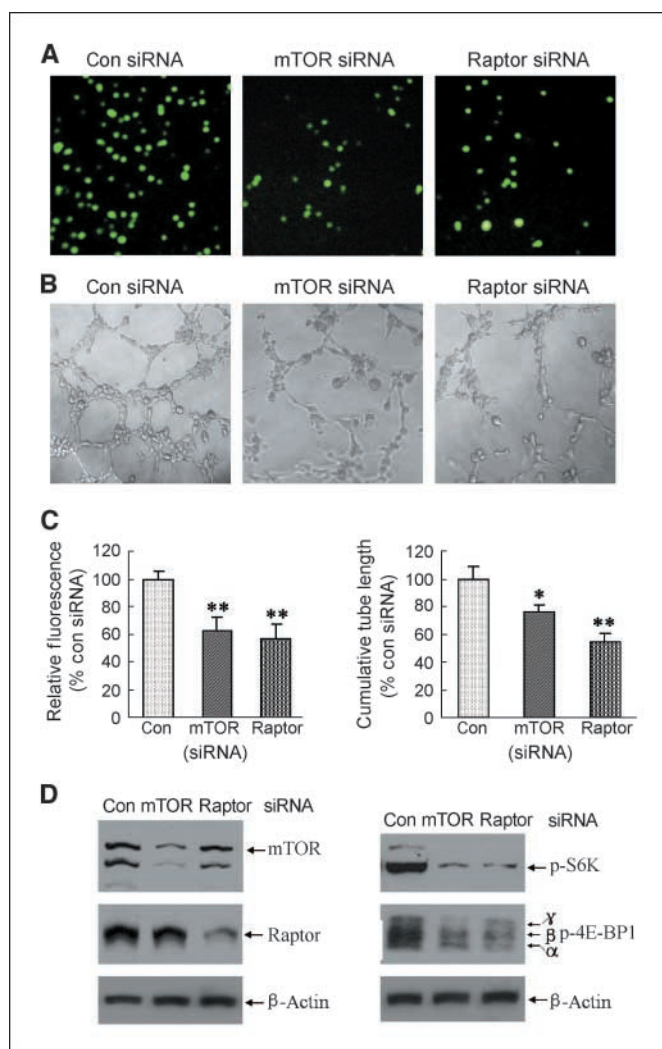 A
Con siRNA mTOR siRNA Raptor siRNA
B
Con siRNA mTOR siRNA Raptor siRNA
C
Relative fluorescence
(% con siRNA)
120
100
80
60
40
20
0
** **
Con mTOR Raptor
(siRNA)
Cumulative tube length
(% con siRNA)
120
100
80
60
40
20
0
* **
Con mTOR Raptor
(siRNA)
D
Con mTOR Raptor siRNA
mTOR
Raptor
β-Actin
Con mTOR Raptor siRNA
p-S6K
γ
β p-4E-BP1
α
β-Actin